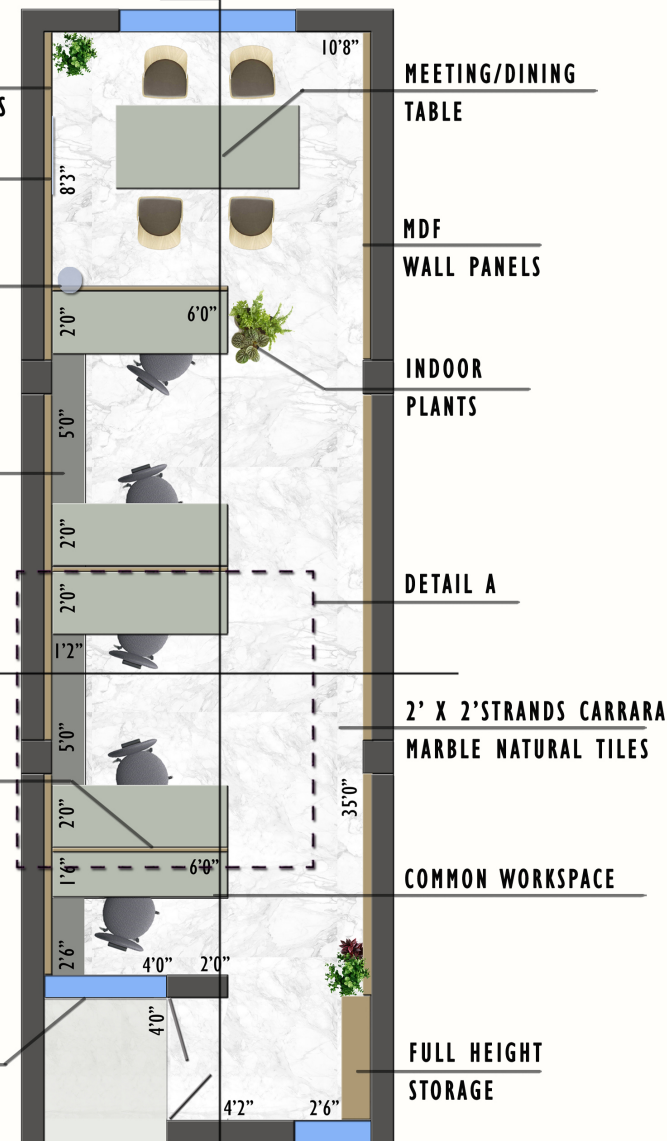 10'8"
MEETING/DINING
TABLE
S
8'3"
MDF
WALL PANELS
2'0"
6'0"
INDOOR
PLANTS
5'0"
2'0"
2'0"
DETAIL A
1'2"
2' X 2'STRANDS CARRARA
MARBLE NATURAL TILES
5'0"
35'0"
2'0"
1'6"
6'0"
COMMON WORKSPACE
2'6"
4'0"
2'0"
4'0"
FULL HEIGHT
STORAGE
4'2"
2'6"